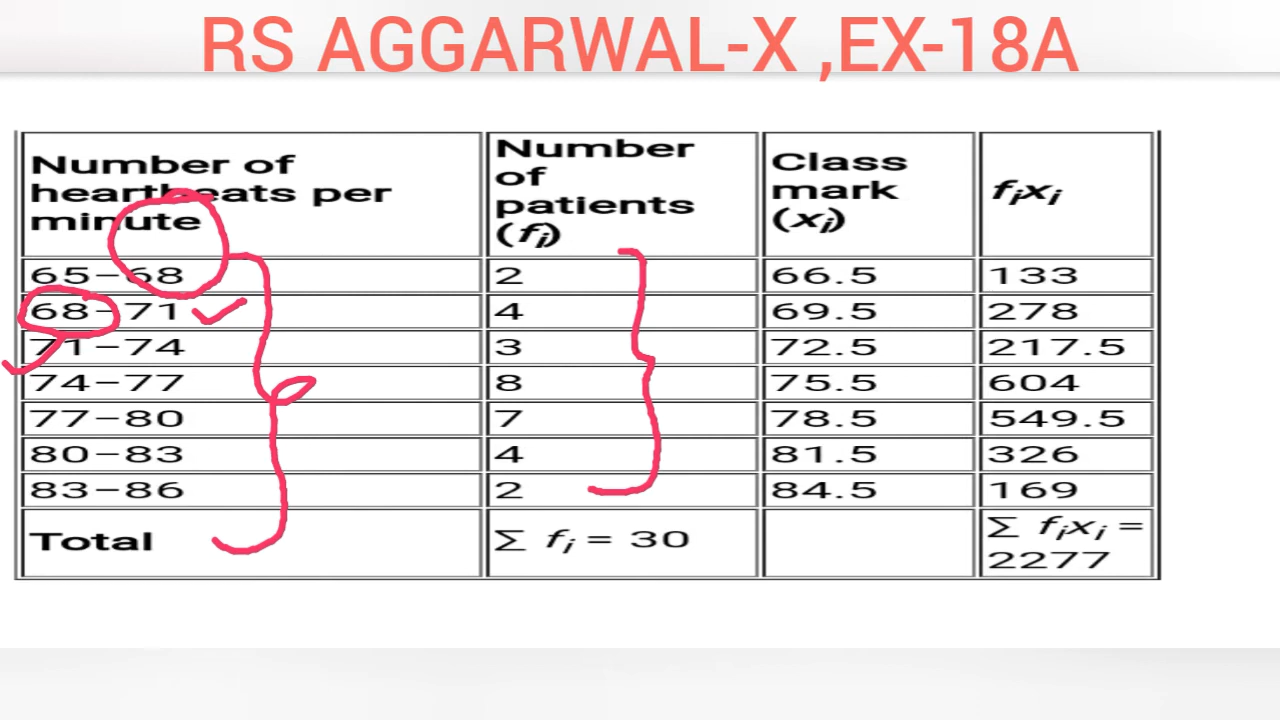 RS AGGARWAL-X ,EX-18A
Number of heartbeats per minute | Number of patients (fi) | Class mark (xi) | fixi
65–68 | 2 | 66.5 | 133
68–71 | 4 | 69.5 | 278
71–74 | 3 | 72.5 | 217.5
74–77 | 8 | 75.5 | 604
77–80 | 7 | 78.5 | 549.5
80–83 | 4 | 81.5 | 326
83–86 | 2 | 84.5 | 169
Total | ∑ fi = 30 | | ∑ fixi = 2277